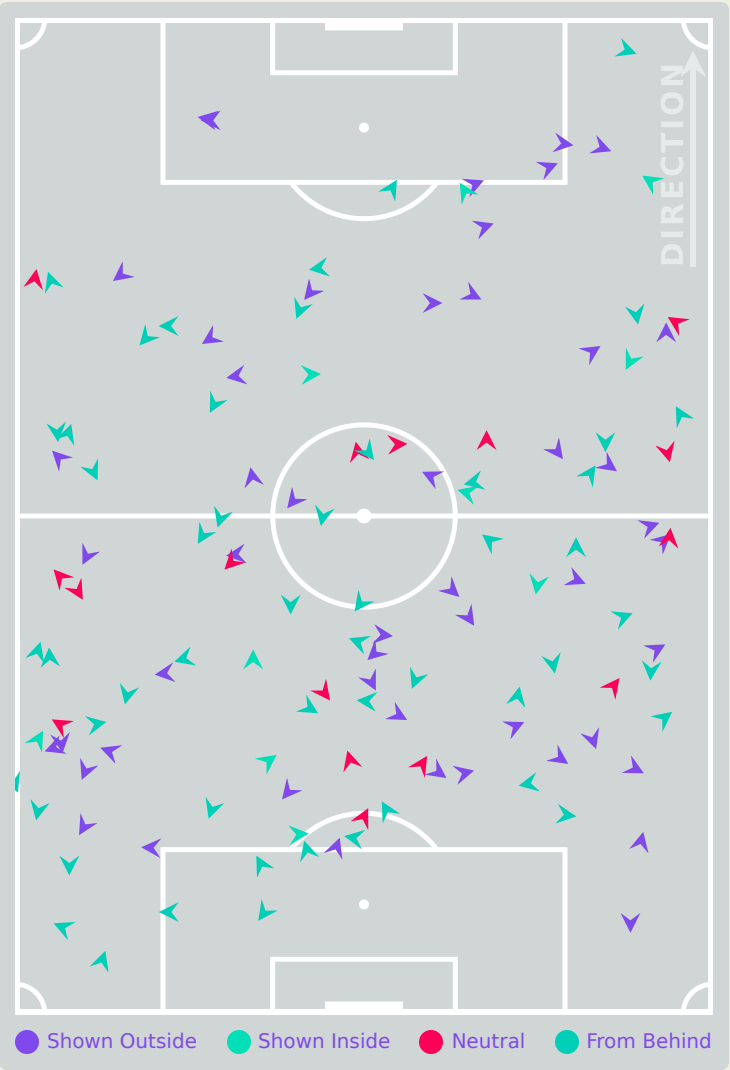 DIRECTION
Shown Outside
Shown Inside
Neutral
From Behind